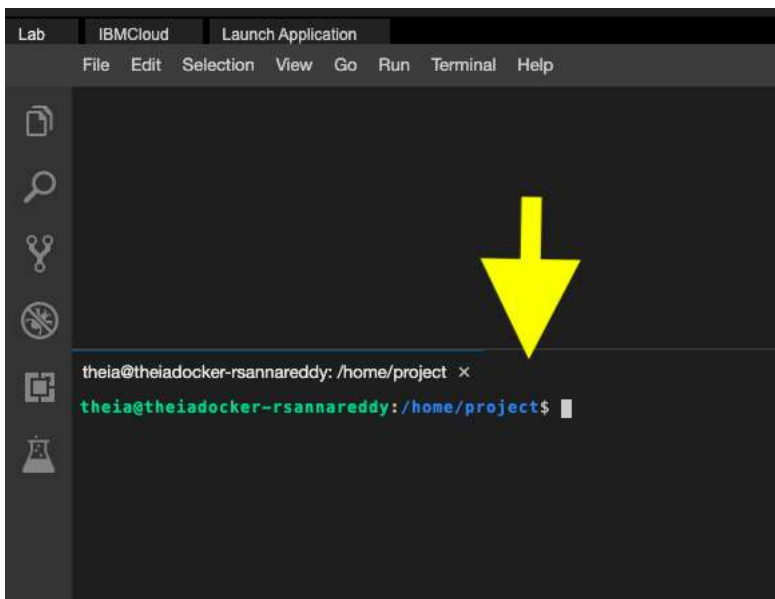 Lab IBMCloud Launch Application
File Edit Selection View Go Run Terminal Help
theia@theiadocker-rsannareddy: /home/project ×
theia@theiadocker-rsannareddy:/home/project$